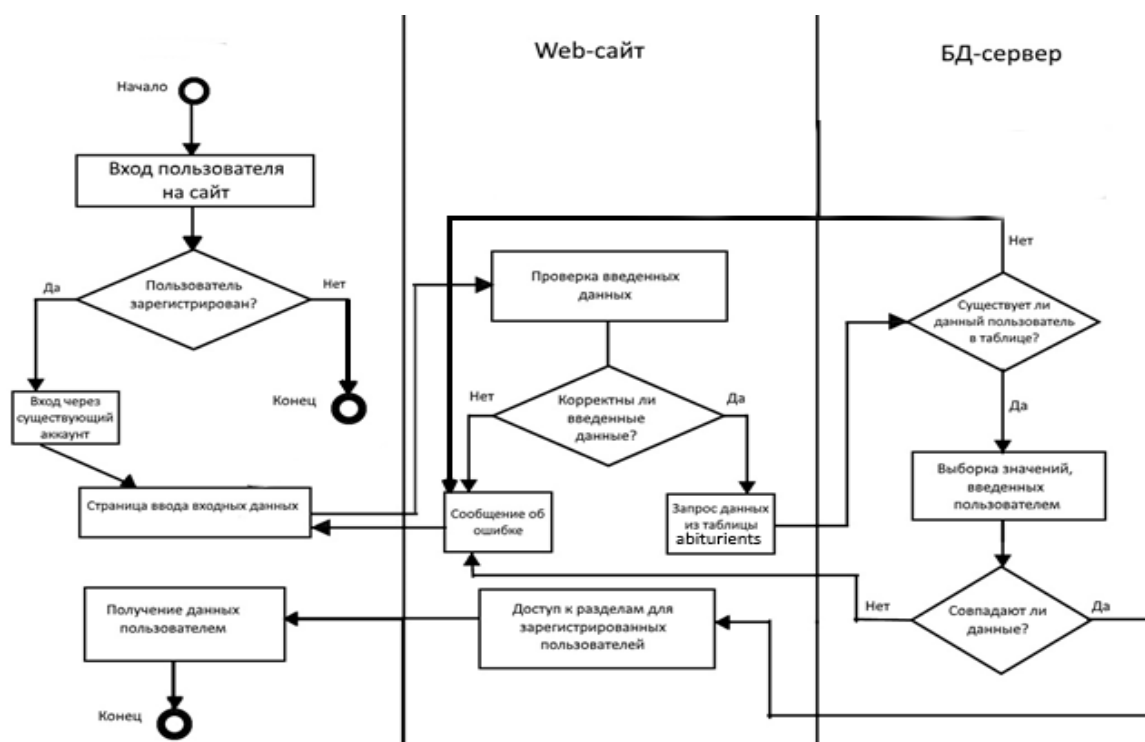 Web-сайт
БД-сервер
Начало
Вход пользователя
на сайт
Да
Пользователь
зарегистрирован?
Нет
Вход через
существующий
аккаунт
Конец
Страница ввода входных данных
Проверка введенных
данных
Нет
Корректны ли
введенные
данные?
Да
Сообщение об
ошибке
Запрос данных
из таблицы
abiturients
Нет
Существует ли
данный пользователь
в таблице?
Да
Выборка значений,
введенных
пользователем
Нет
Совпадают ли
данные?
Да
Доступ к разделам для
зарегистрированных
пользователей
Получение данных
пользователем
Конец